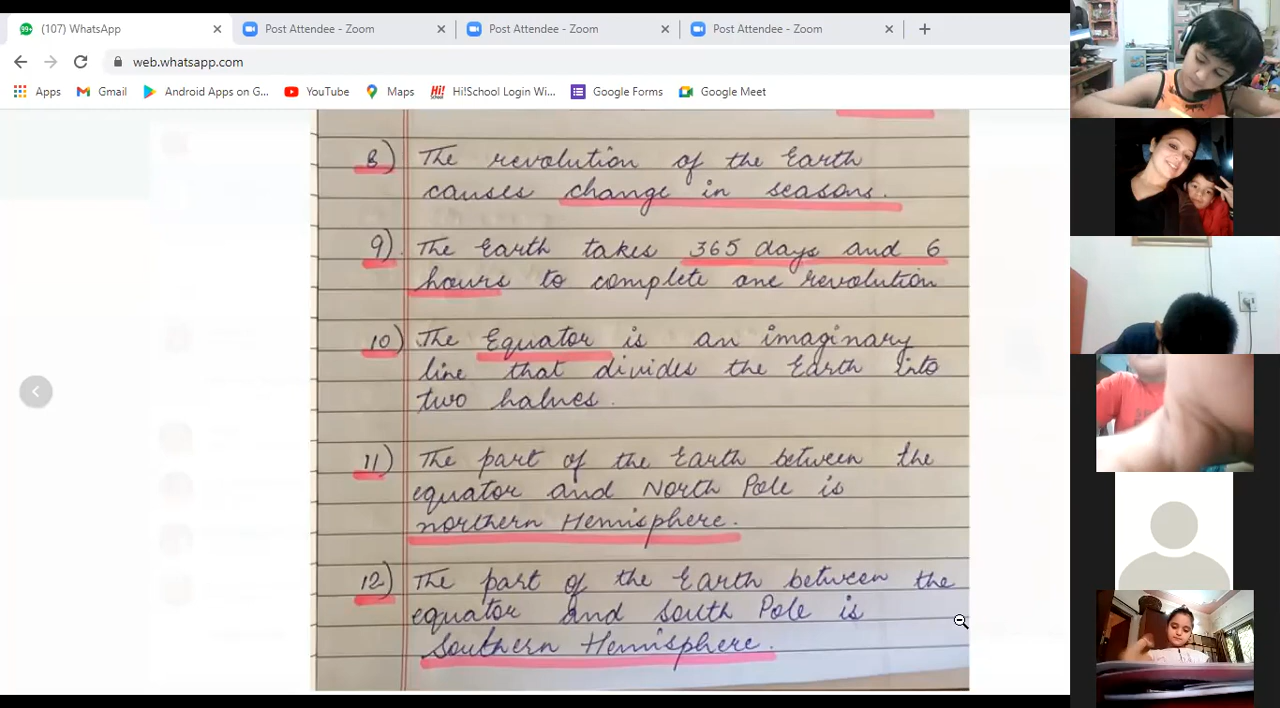 (107) WhatsApp
Post Attendee - Zoom
Post Attendee - Zoom
Post Attendee - Zoom
web.whatsapp.com
Apps
Gmail
Android Apps on G...
YouTube
Maps
Hi! School
Hi!School Login Wi...
Google Forms
Google Meet
8) The revolution of the Earth
causes change in seasons.
9). The Earth takes 365 days and 6
hours to complete one revolution
10) The Equator is an imaginary
line that divides the Earth into
two halves.
11) The part of the Earth between the
equator and North Pole is
northern Hemisphere.
12) The part of the Earth between the
equator and south Pole is
southern Hemisphere.